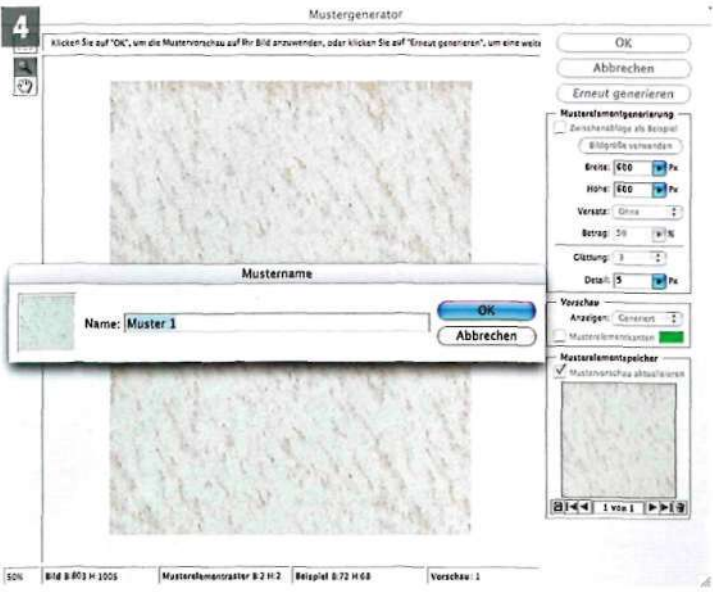 4
Mustergenerator
Klicken Sie auf "OK", um die Mustervorschau auf Ihr Bild anzuwenden, oder klicken Sie auf "Erneut generieren", um eine weite
OK
Abbrechen
Erneut generieren
Musterelementgenerierung
Zwischenablage als Beispiel
Bildgröße verwenden
Breite: 600 Px
Höhe: 600 Px
Versatz: Ohne
Betrag: 50 %
Glättung: 3
Detail: 5 Px
Vorschau
Anzeigen: Generiert
Musterelementkanten
Musterelementspeicher
Mustervorschau aktualisieren
1 von 1
Mustername
Name: Muster 1
OK
Abbrechen
50% Bild B:803 H:1005 Musterelementraster B:2 H:2 Beispiel B:72 H:68 Vorschau: 1